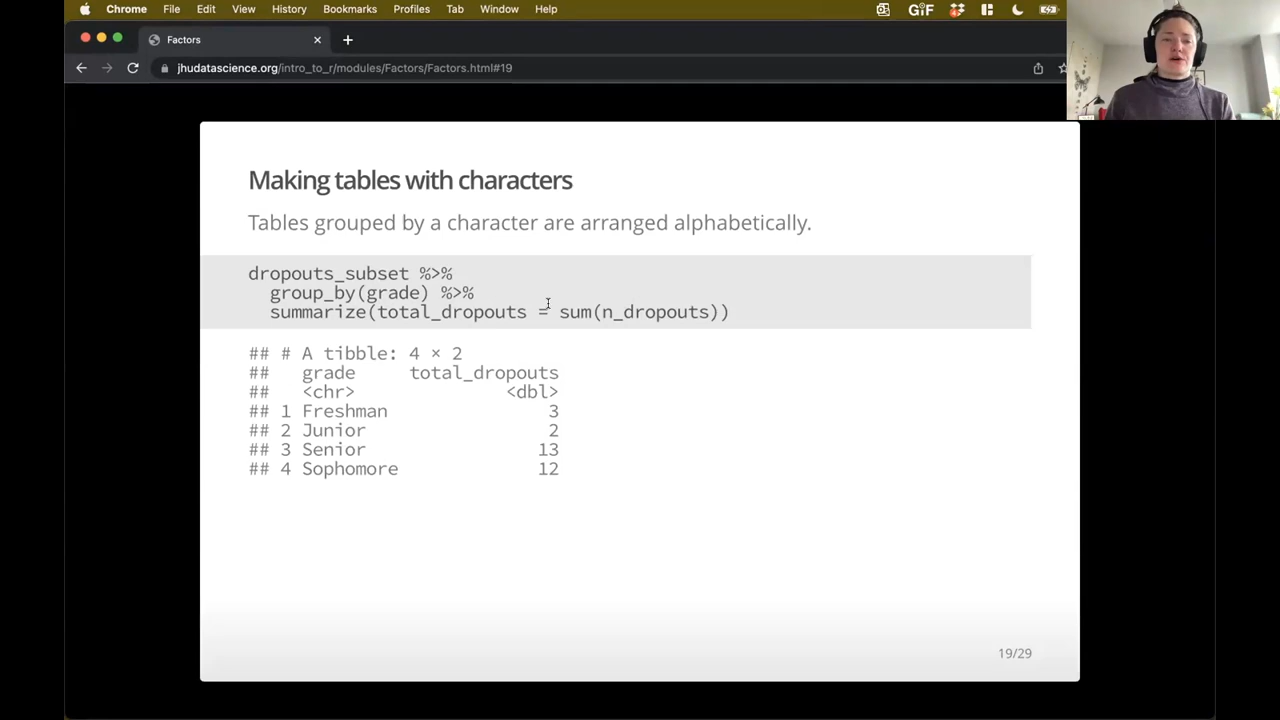 Chrome File Edit View History Bookmarks Profiles Tab Window Help GIF
Factors
jhudatascience.org/intro_to_r/modules/Factors/Factors.html#19
Making tables with characters
Tables grouped by a character are arranged alphabetically.
dropouts_subset %>%
group_by(grade) %>%
summarize(total_dropouts = sum(n_dropouts))
## # A tibble: 4 × 2
## grade total_dropouts
## <chr> <dbl>
## 1 Freshman 3
## 2 Junior 2
## 3 Senior 13
## 4 Sophomore 12
19/29